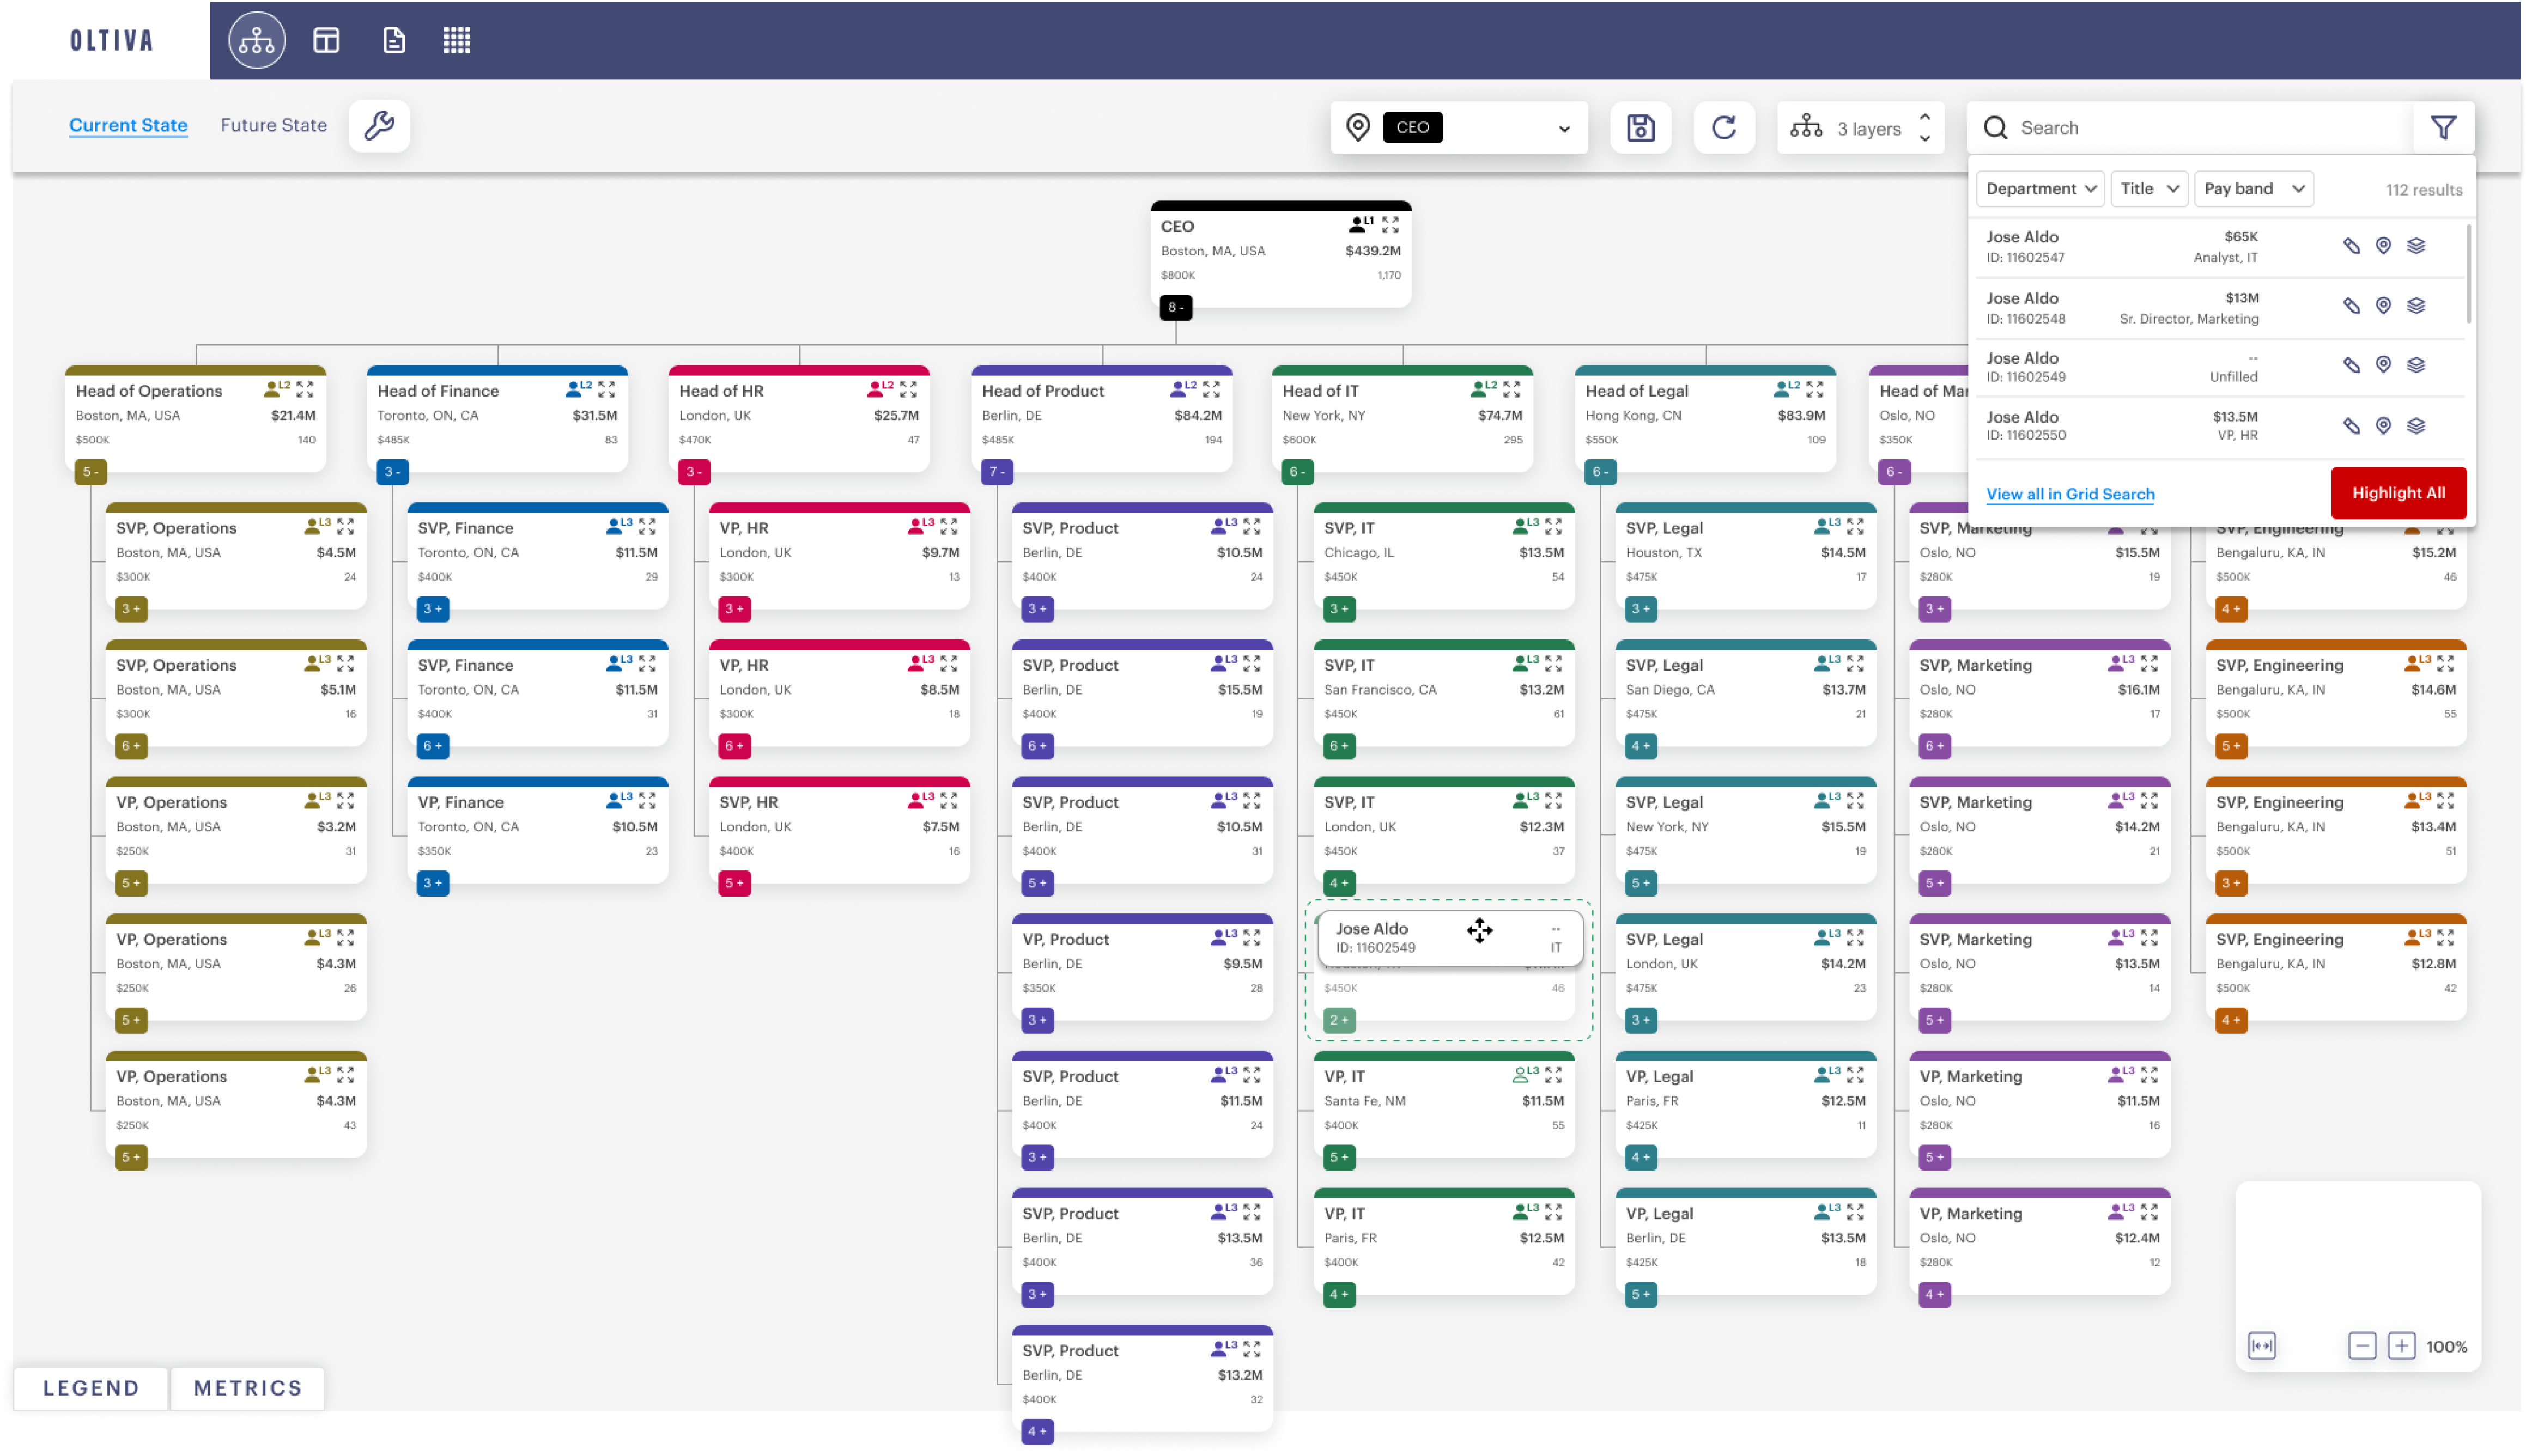 OLTIVA
Current State
Future State
CEO
3 layers
Search
Department
Title
Pay band
112 results
Jose Aldo
$65K
ID: 11602547
Analyst, IT
Jose Aldo
$13M
ID: 11602548
Sr. Director, Marketing
Jose Aldo
--
ID: 11602549
Unfilled
Jose Aldo
$13.5M
ID: 11602550
VP, HR
View all in Grid Search
Highlight All
CEO
L1
Boston, MA, USA
$439.2M
$800K
1,170
8 -
Head of Operations
L2
Boston, MA, USA
$21.4M
$500K
140
5 -
SVP, Operations
L3
Boston, MA, USA
$4.5M
$300K
24
3 +
SVP, Operations
L3
Boston, MA, USA
$5.1M
$300K
16
6 +
VP, Operations
L3
Boston, MA, USA
$3.2M
$250K
31
5 +
VP, Operations
L3
Boston, MA, USA
$4.3M
$250K
26
5 +
VP, Operations
L3
Boston, MA, USA
$4.3M
$250K
43
5 +
Head of Finance
L2
Toronto, ON, CA
$31.5M
$485K
83
3 -
SVP, Finance
L3
Toronto, ON, CA
$11.5M
$400K
29
3 +
SVP, Finance
L3
Toronto, ON, CA
$11.5M
$400K
31
6 +
VP, Finance
L3
Toronto, ON, CA
$10.5M
$350K
23
3 +
Head of HR
L2
London, UK
$25.7M
$470K
47
3 -
VP, HR
L3
London, UK
$9.7M
$300K
13
3 +
VP, HR
L3
London, UK
$8.5M
$300K
18
6 +
SVP, HR
L3
London, UK
$7.5M
$400K
16
5 +
Head of Product
L2
Berlin, DE
$84.2M
$485K
194
7 -
SVP, Product
L3
Berlin, DE
$10.5M
$400K
24
3 +
SVP, Product
L3
Berlin, DE
$15.5M
$400K
19
6 +
SVP, Product
L3
Berlin, DE
$10.5M
$400K
31
5 +
VP, Product
L3
Berlin, DE
$9.5M
$350K
28
3 +
SVP, Product
L3
Berlin, DE
$11.5M
$400K
24
3 +
SVP, Product
L3
Berlin, DE
$13.5M
$400K
36
3 +
SVP, Product
L3
Berlin, DE
$13.2M
$400K
32
4 +
Head of IT
L2
New York, NY
$74.7M
$600K
295
6 -
SVP, IT
L3
Chicago, IL
$13.5M
$450K
54
3 +
SVP, IT
L3
San Francisco, CA
$13.2M
$450K
61
6 +
SVP, IT
L3
London, UK
$12.3M
$450K
37
4 +
Jose Aldo
--
ID: 11602549
IT
$450K
46
2 +
VP, IT
L3
Santa Fe, NM
$11.5M
$400K
55
5 +
VP, IT
L3
Paris, FR
$12.5M
$400K
42
4 +
Head of Legal
L2
Hong Kong, CN
$83.9M
$550K
109
6 -
SVP, Legal
L3
Houston, TX
$14.5M
$475K
17
3 +
SVP, Legal
L3
San Diego, CA
$13.7M
$475K
21
4 +
SVP, Legal
L3
New York, NY
$15.5M
$475K
19
5 +
SVP, Legal
L3
London, UK
$14.2M
$475K
23
3 +
VP, Legal
L3
Paris, FR
$12.5M
$425K
11
4 +
VP, Legal
L3
Berlin, DE
$13.5M
$425K
18
5 +
Head of Mar
Oslo, NO
$350K
6 -
SVP, Marketing
Oslo, NO
$15.5M
$280K
19
3 +
SVP, Marketing
L3
Oslo, NO
$16.1M
$280K
17
6 +
SVP, Marketing
L3
Oslo, NO
$14.2M
$280K
21
5 +
SVP, Marketing
L3
Oslo, NO
$13.5M
$280K
14
5 +
VP, Marketing
L3
Oslo, NO
$11.5M
$280K
16
5 +
VP, Marketing
L3
Oslo, NO
$12.4M
$280K
12
4 +
SVP, Engineering
Bengaluru, KA, IN
$15.2M
$500K
46
4 +
SVP, Engineering
L3
Bengaluru, KA, IN
$14.6M
$500K
55
5 +
SVP, Engineering
L3
Bengaluru, KA, IN
$13.4M
$500K
51
3 +
SVP, Engineering
L3
Bengaluru, KA, IN
$12.8M
$500K
42
4 +
100%
LEGEND
METRICS